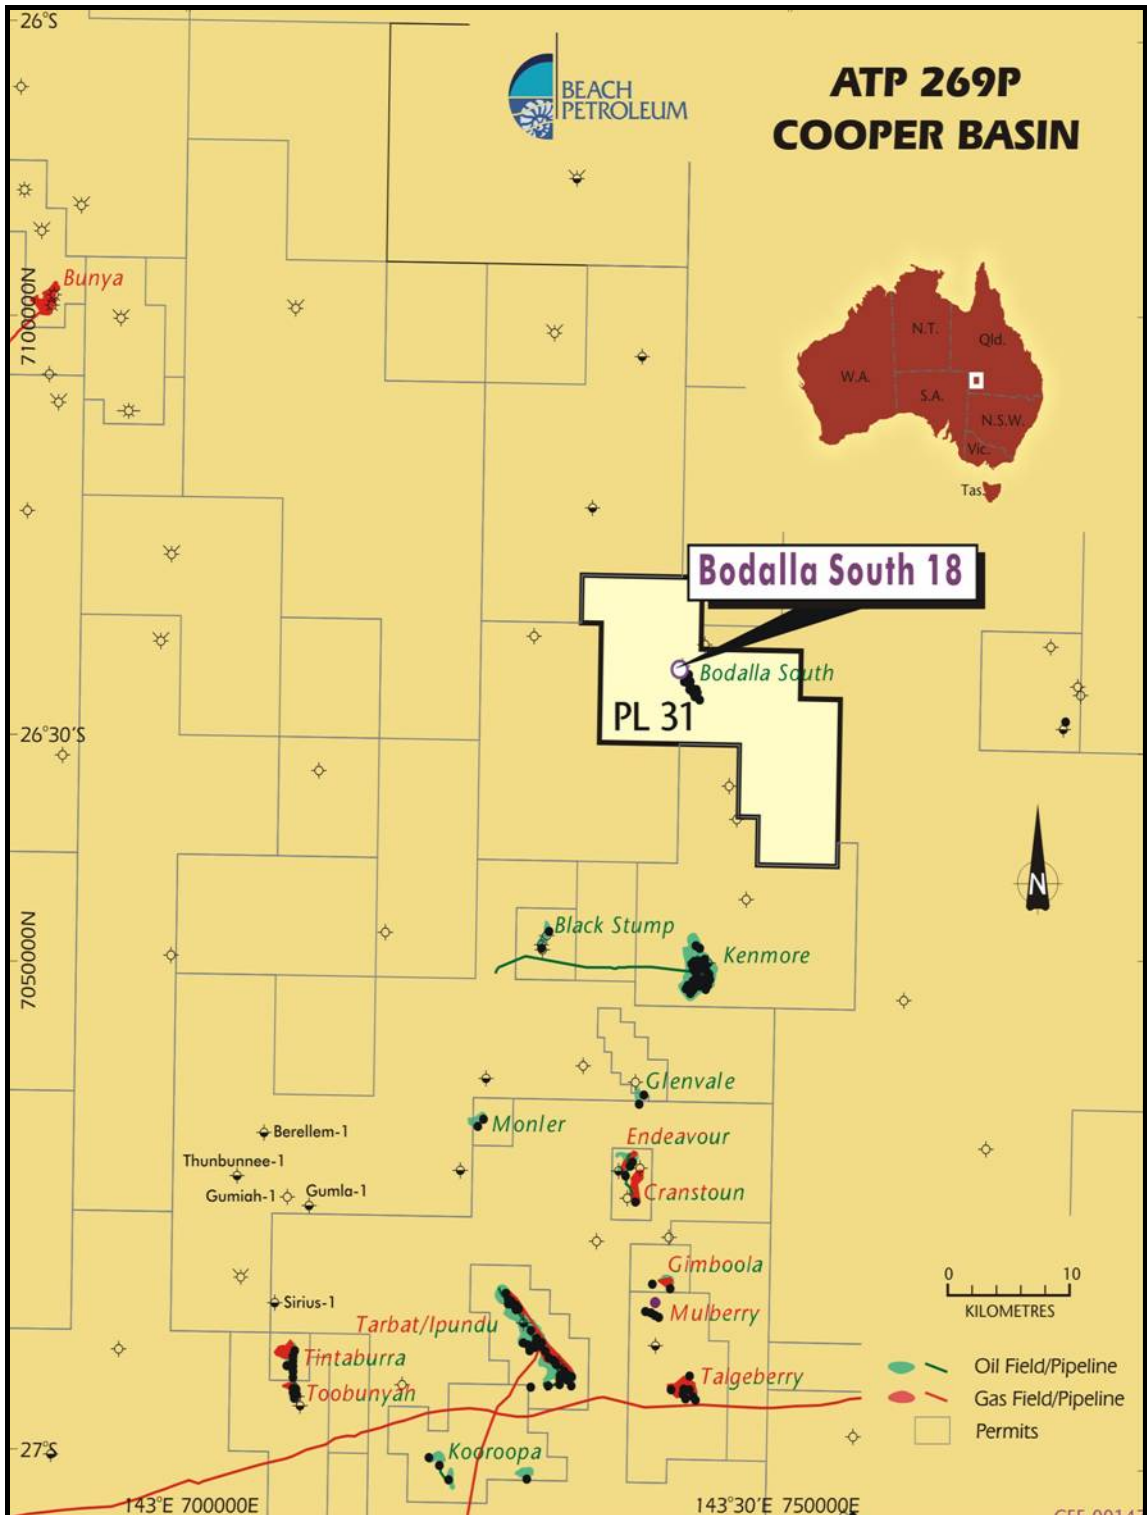 26°S
BEACH
PETROLEUM
ATP 269P
COOPER BASIN
Bunya
7100000N
N.T.
Qld.
W.A.
S.A.
N.S.W.
Vic.
Tas.
Bodalla South 18
Bodalla South
PL 31
26°30'S
N
Black Stump
Kenmore
7050000N
Glenvale
Monler
Berellem-1
Endeavour
Thunbunnee-1
Gumiah-1
Gumla-1
Cranstoun
Gimboola
0
10
KILOMETRES
Sirius-1
Mulberry
Tarbat/Ipundu
Tintaburra
Toobunyah
Talgeberry
Oil Field/Pipeline
Gas Field/Pipeline
Permits
27°S
Kooroopa
143°E 700000E
143°30'E 750000E